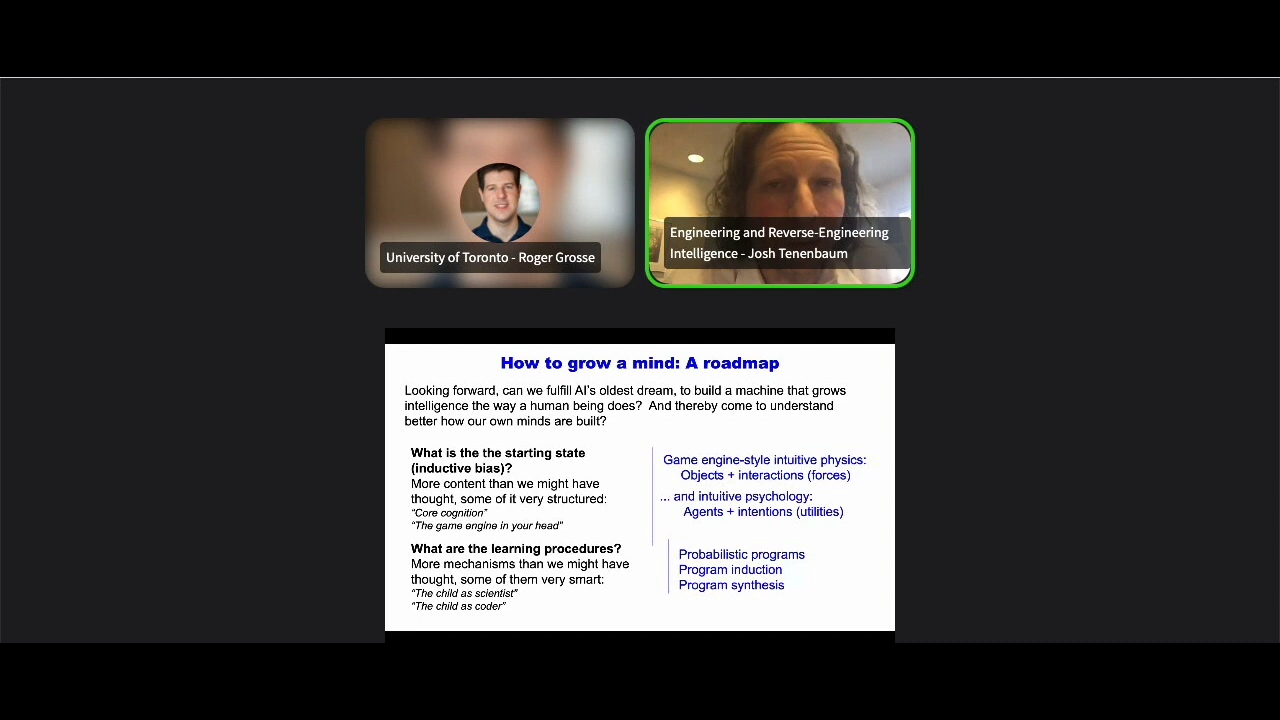 University of Toronto - Roger Grosse
Engineering and Reverse-Engineering
Intelligence - Josh Tenenbaum
How to grow a mind: A roadmap
Looking forward, can we fulfill AI's oldest dream, to build a machine that grows
intelligence the way a human being does?  And thereby come to understand
better how our own minds are built?
What is the the starting state
(inductive bias)?
More content than we might have
thought, some of it very structured:
"Core cognition"
"The game engine in your head"
Game engine-style intuitive physics:
Objects + interactions (forces)
... and intuitive psychology:
Agents + intentions (utilities)
What are the learning procedures?
More mechanisms than we might have
thought, some of them very smart:
"The child as scientist"
"The child as coder"
Probabilistic programs
Program induction
Program synthesis